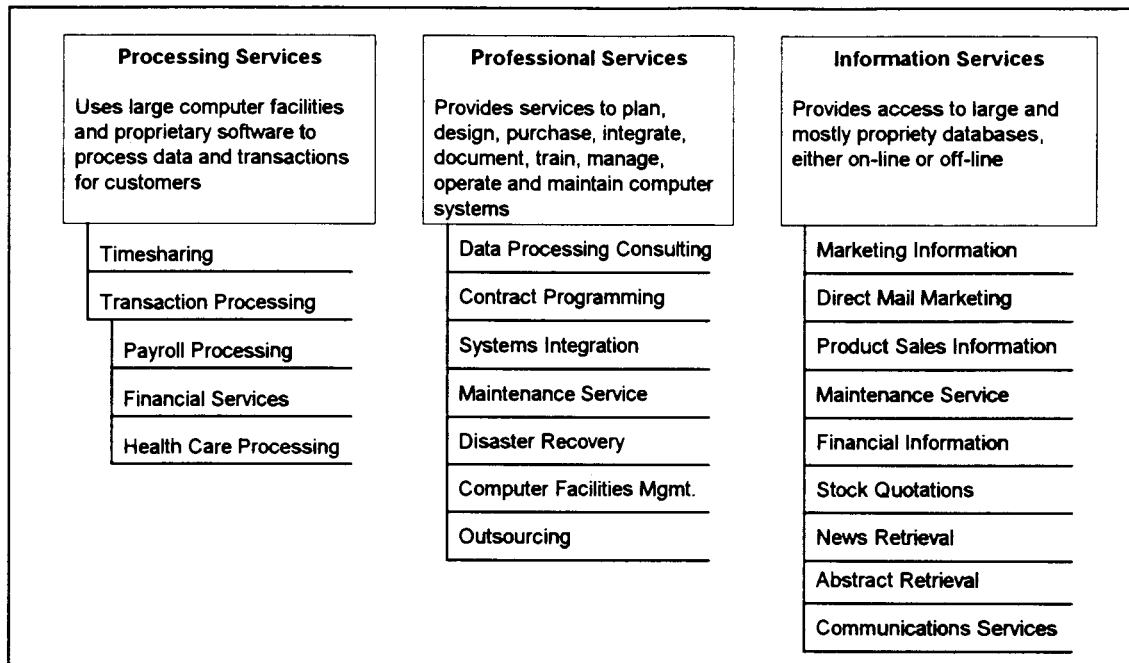 Processing Services
Uses large computer facilities
and proprietary software to
process data and transactions
for customers
Timesharing
Transaction Processing
Payroll Processing
Financial Services
Health Care Processing
Professional Services
Provides services to plan,
design, purchase, integrate,
document, train, manage,
operate and maintain computer
systems
Data Processing Consulting
Contract Programming
Systems Integration
Maintenance Service
Disaster Recovery
Computer Facilities Mgmt.
Outsourcing
Information Services
Provides access to large and
mostly propriety databases,
either on-line or off-line
Marketing Information
Direct Mail Marketing
Product Sales Information
Maintenance Service
Financial Information
Stock Quotations
News Retrieval
Abstract Retrieval
Communications Services